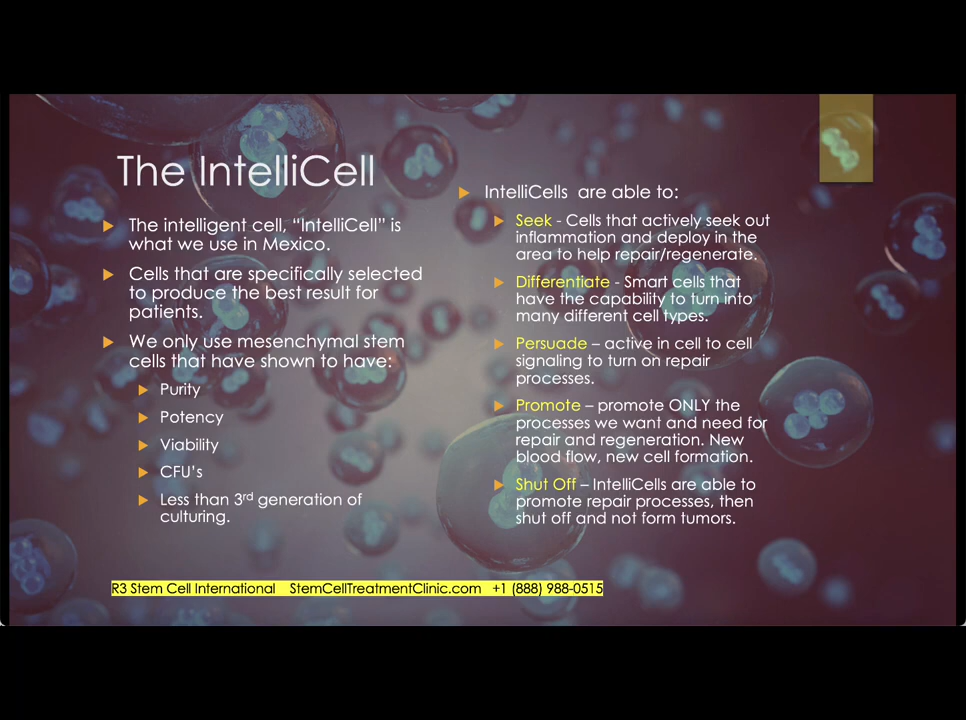 The IntelliCell
The intelligent cell, “IntelliCell” is
what we use in Mexico.
Cells that are specifically selected
to produce the best result for
patients.
We only use mesenchymal stem
cells that have shown to have:
Purity
Potency
Viability
CFU’s
Less than 3rd generation of
culturing.
IntelliCells are able to:
Seek - Cells that actively seek out
inflammation and deploy in the
area to help repair/regenerate.
Differentiate - Smart cells that
have the capability to turn into
many different cell types.
Persuade – active in cell to cell
signaling to turn on repair
processes.
Promote – promote ONLY the
processes we want and need for
repair and regeneration. New
blood flow, new cell formation.
Shut Off – IntelliCells are able to
promote repair processes, then
shut off and not form tumors.
R3 Stem Cell International StemCellTreatmentClinic.com +1 (888) 988-0515